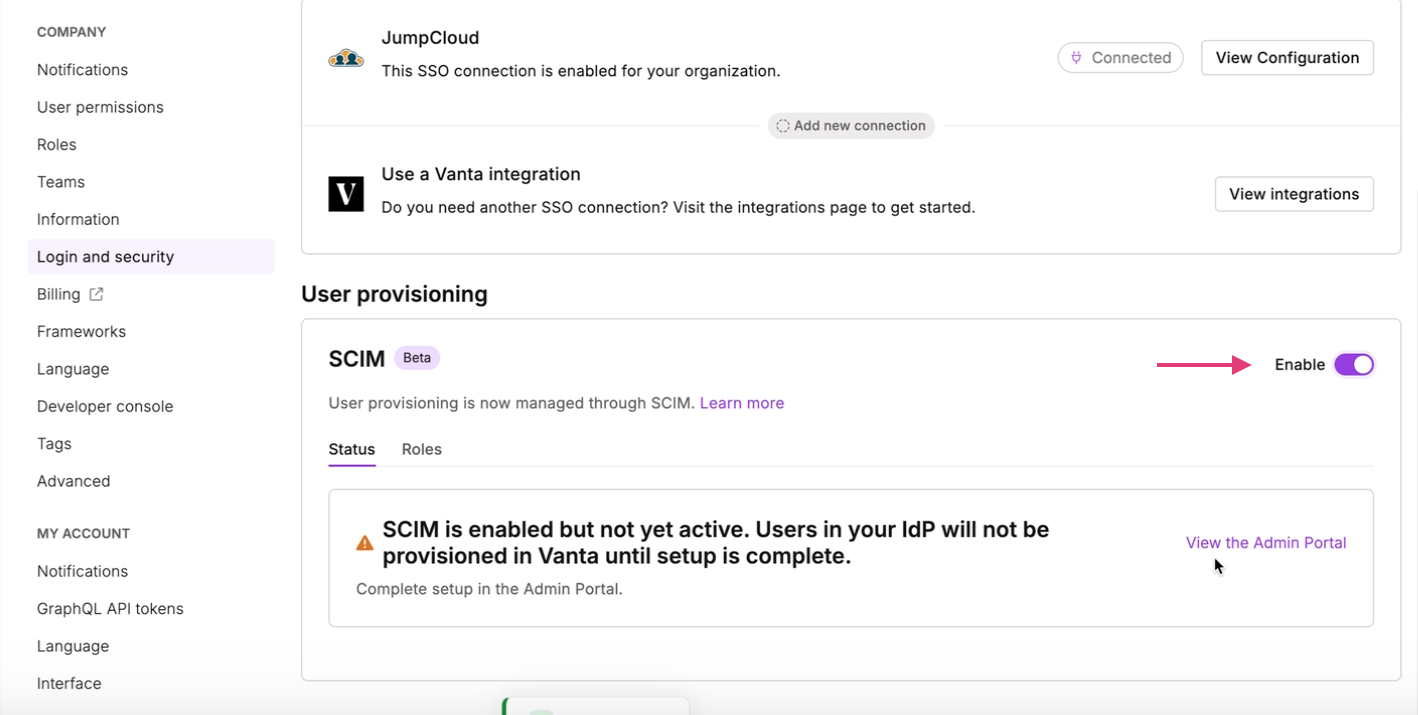 COMPANY
Notifications
User permissions
Roles
Teams
Information
Login and security
Billing
Frameworks
Language
Developer console
Tags
Advanced
MY ACCOUNT
Notifications
GraphQL API tokens
Language
Interface
JumpCloud
This SSO connection is enabled for your organization.
Connected
View Configuration
Add new connection
V
Use a Vanta integration
Do you need another SSO connection? Visit the integrations page to get started.
View integrations
User provisioning
SCIM Beta
Enable
User provisioning is now managed through SCIM. Learn more
Status Roles
SCIM is enabled but not yet active. Users in your IdP will not be
provisioned in Vanta until setup is complete.
View the Admin Portal
Complete setup in the Admin Portal.